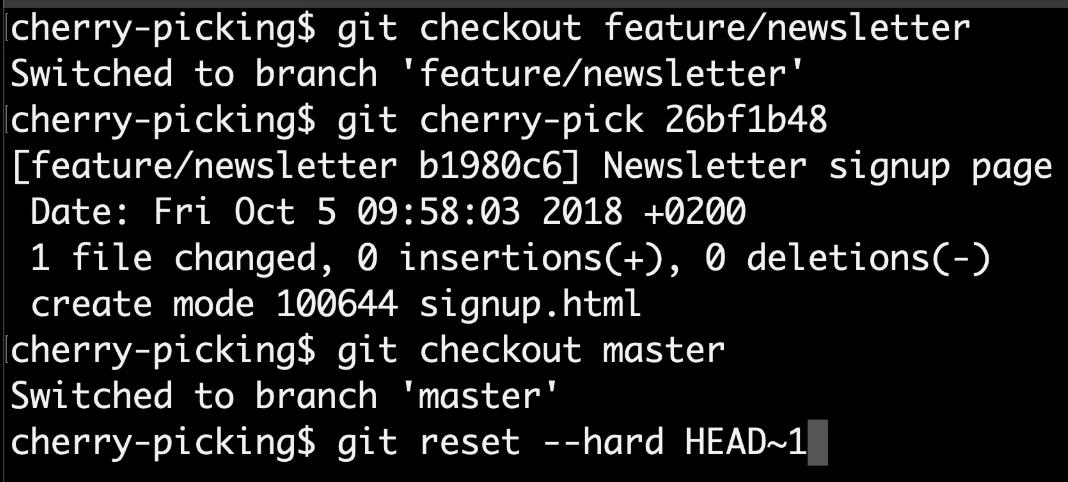 cherry-picking$ git checkout feature/newsletter
Switched to branch 'feature/newsletter'
cherry-picking$ git cherry-pick 26bf1b48
[feature/newsletter b1980c6] Newsletter signup page
 Date: Fri Oct 5 09:58:03 2018 +0200
 1 file changed, 0 insertions(+), 0 deletions(-)
 create mode 100644 signup.html
cherry-picking$ git checkout master
Switched to branch 'master'
cherry-picking$ git reset --hard HEAD~1